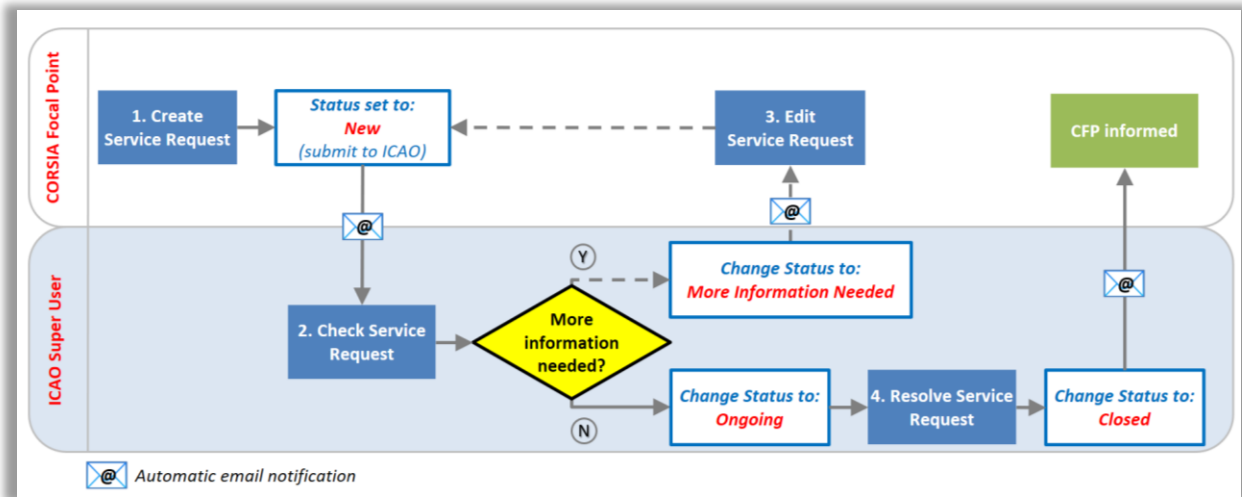 CORSIA Focal Point
1. Create
Service Request
Status set to:
New
(submit to ICAO)
3. Edit
Service Request
CFP informed
@
@
@
ICAO Super User
2. Check Service
Request
More
information
needed?
Y
Change Status to:
More Information Needed
N
Change Status to:
Ongoing
4. Resolve Service
Request
Change Status to:
Closed
@ Automatic email notification